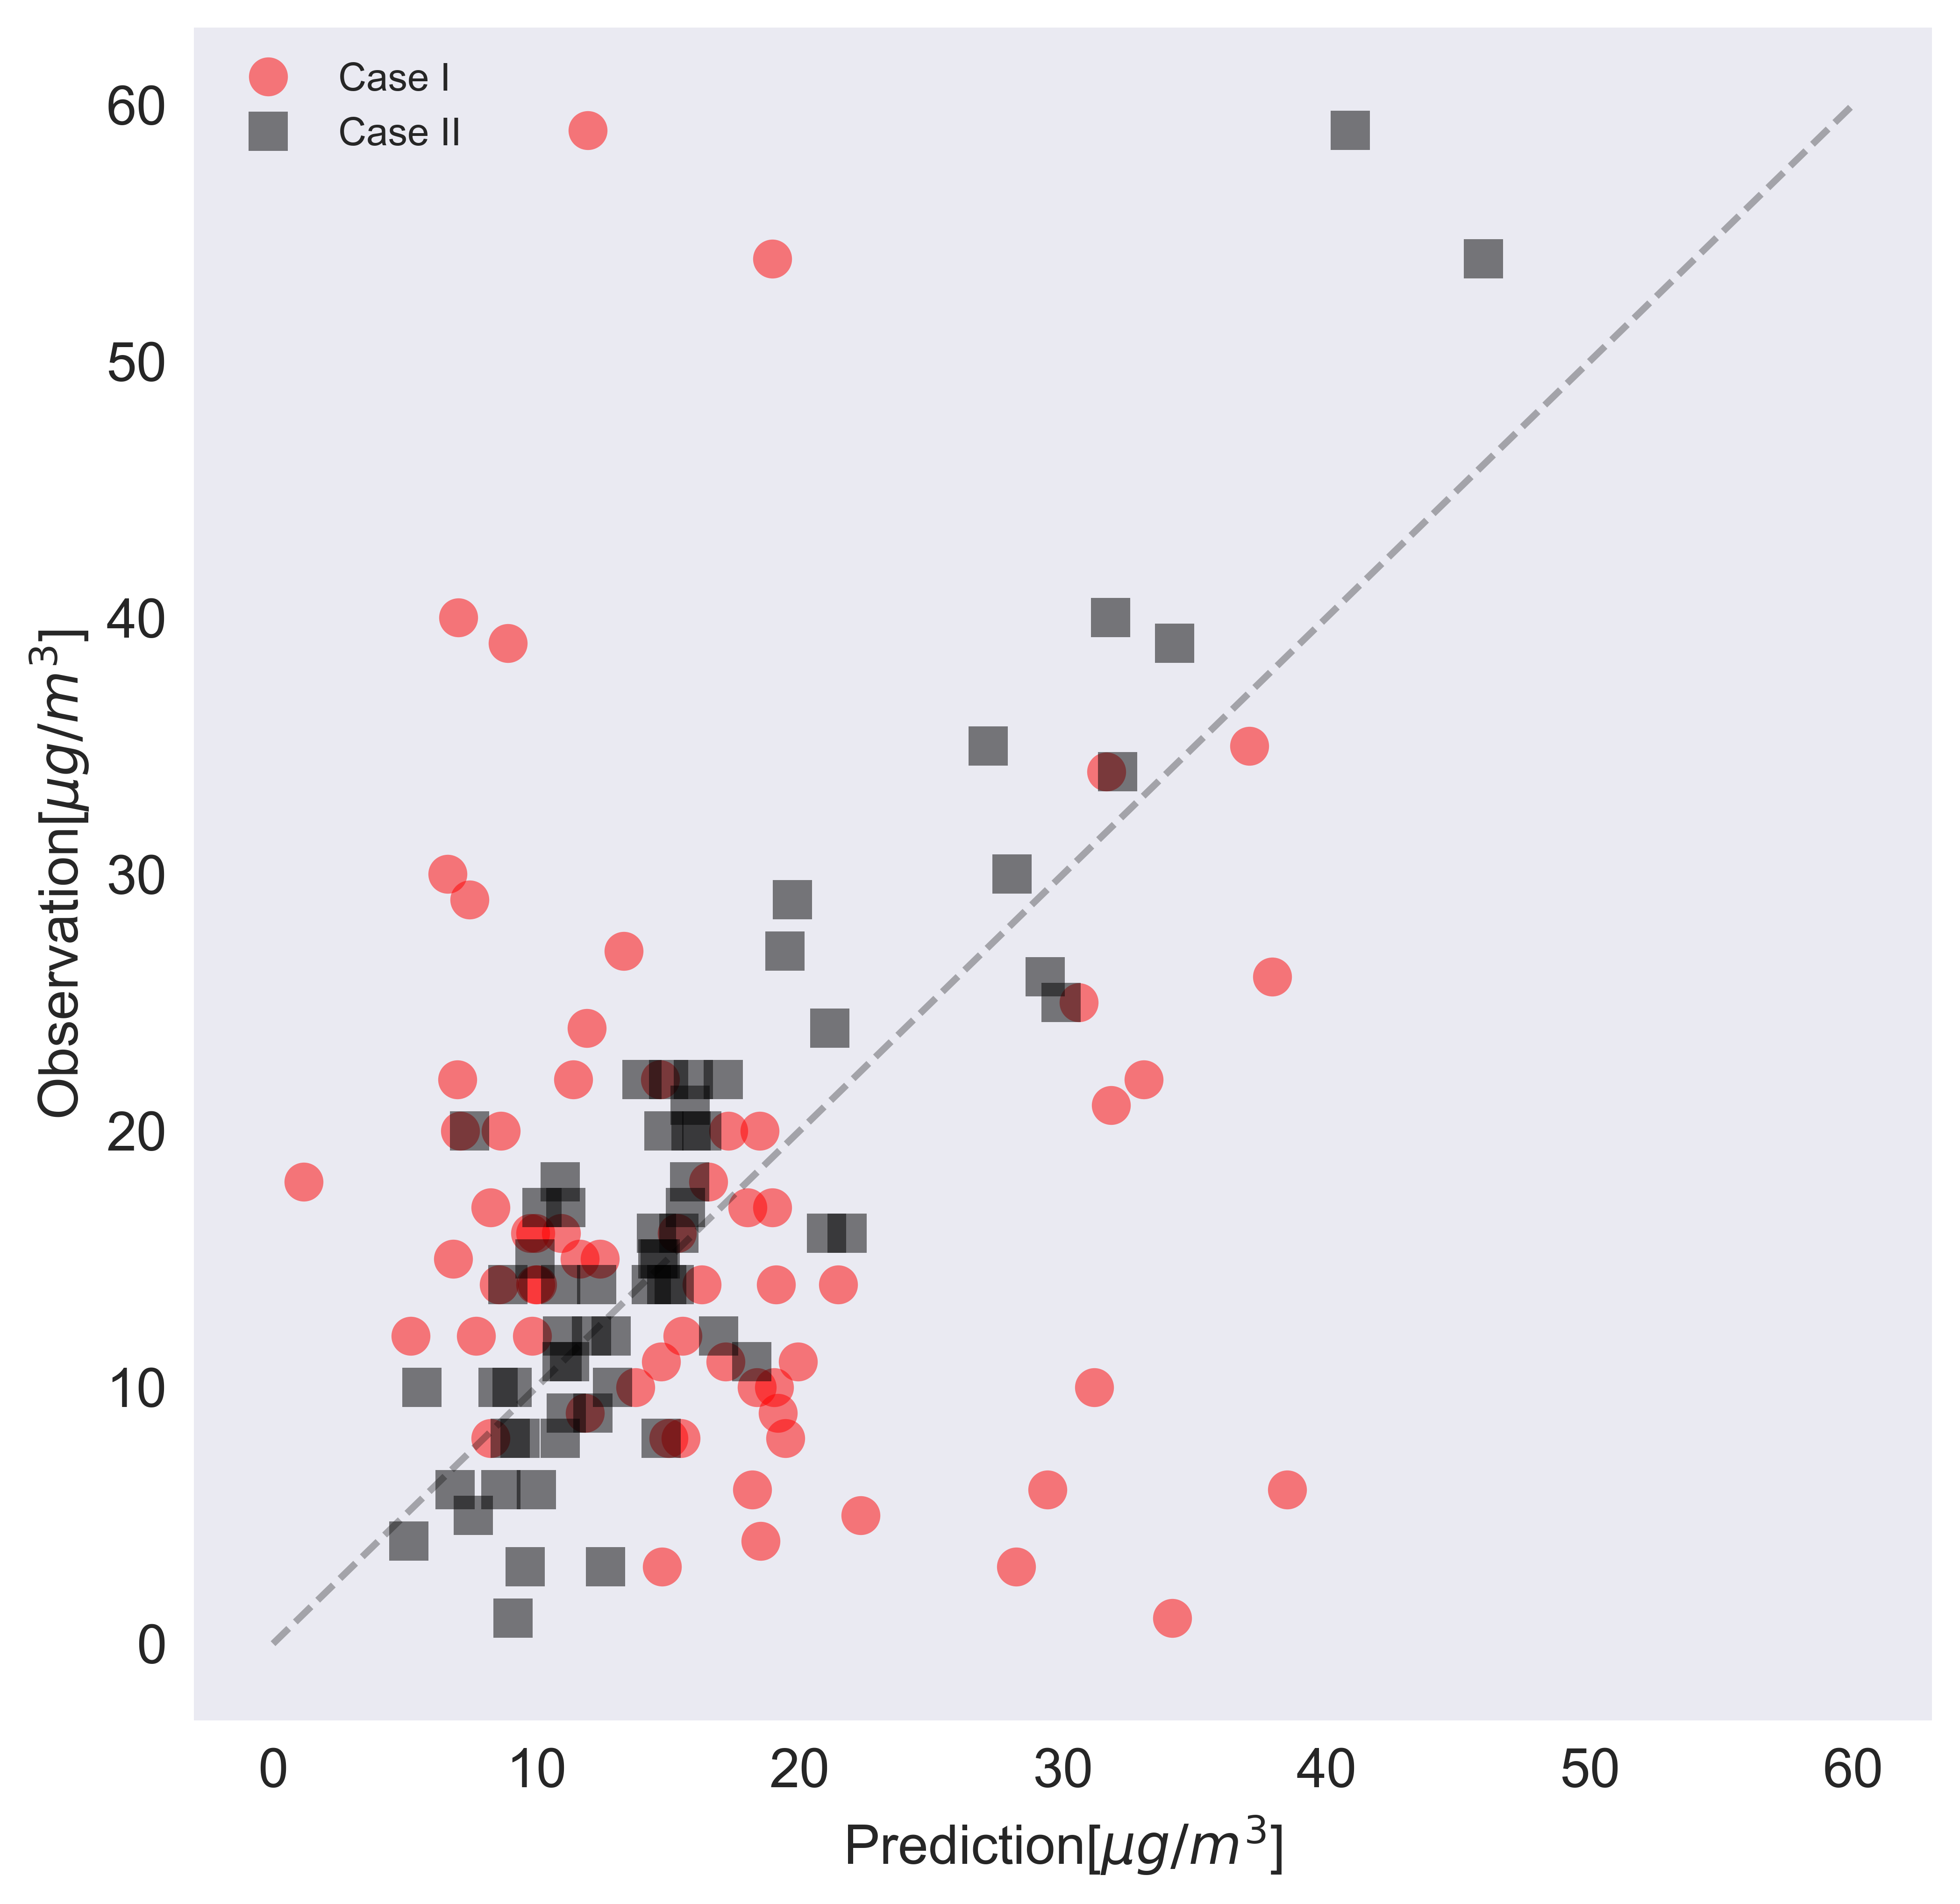 Case I
Case II
60
50
40
30
20
10
0
Observation[μg/m³]
0 10 20 30 40 50 60
Prediction[μg/m³]